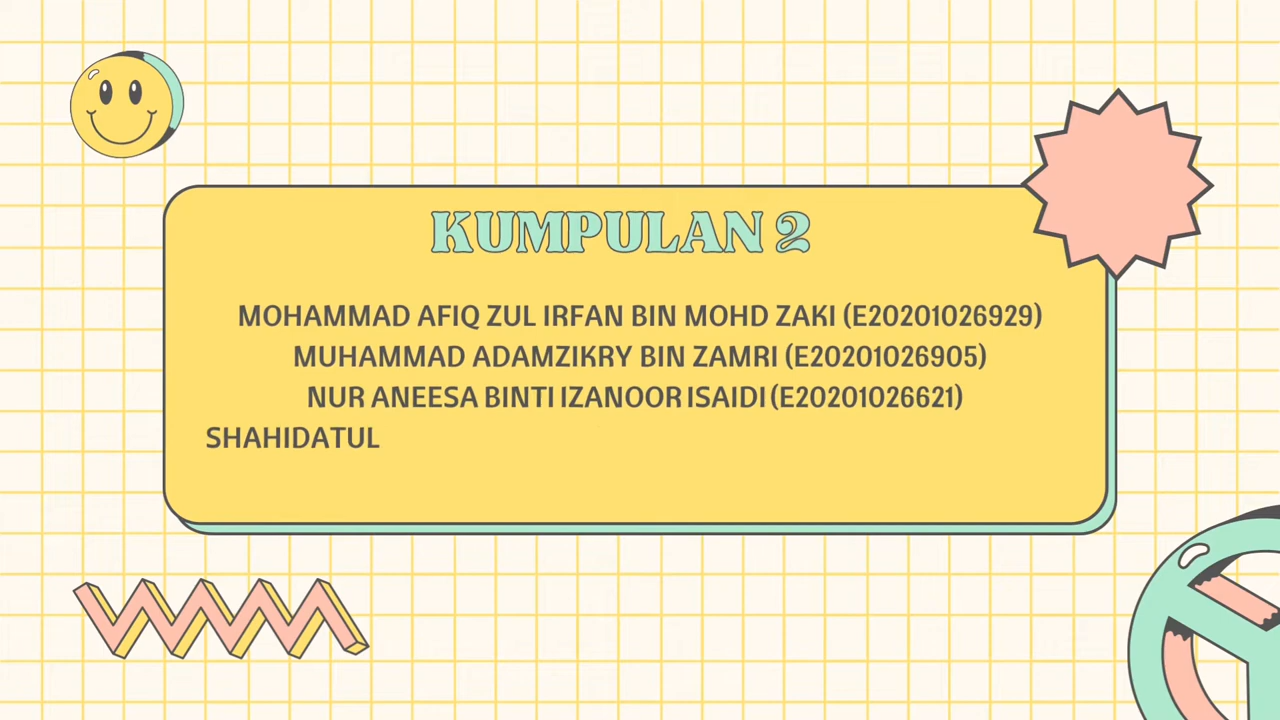 KUMPULAN 2
MOHAMMAD AFIQ ZUL IRFAN BIN MOHD ZAKI (E20201026929)
MUHAMMAD ADAMZIKRY BIN ZAMRI (E20201026905)
NUR ANEESA BINTI IZANOOR ISAIDI (E20201026621)
SHAHIDATUL